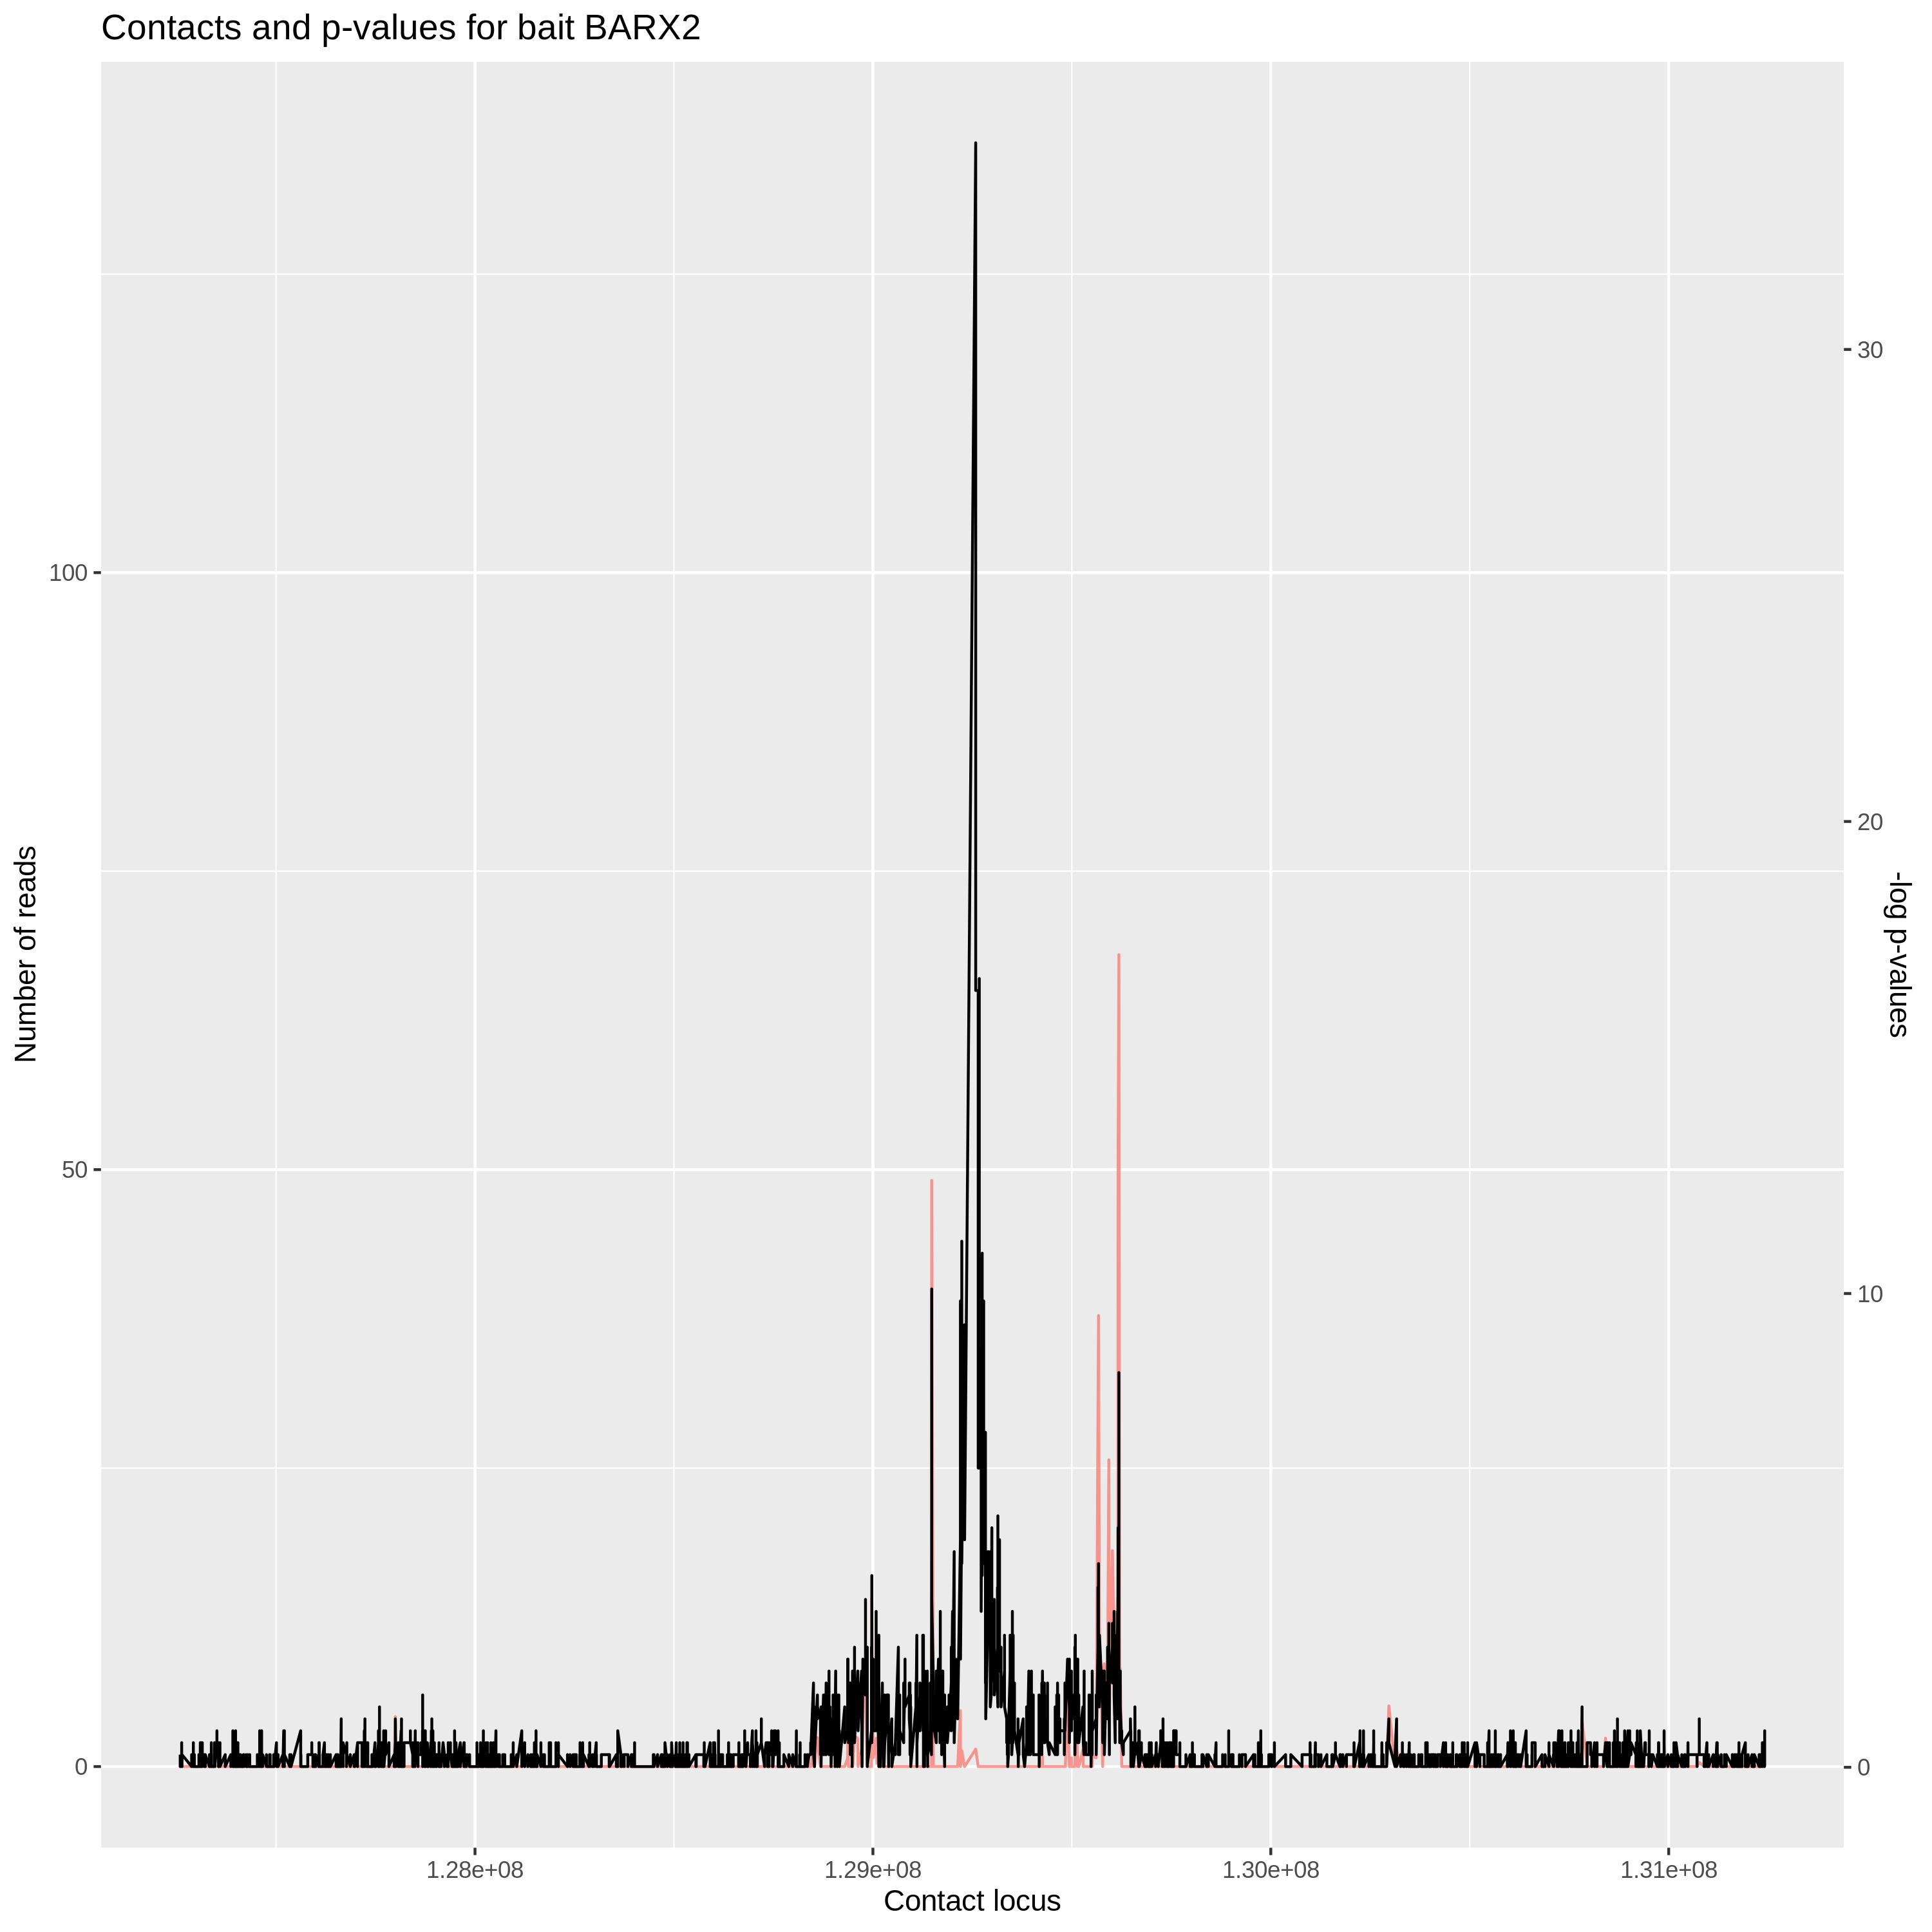 Contacts and p-values for bait BARX2
Number of reads
100
50
0
30
20
10
0
-log p-values
1.28e+08
1.29e+08
1.30e+08
1.31e+08
Contact locus